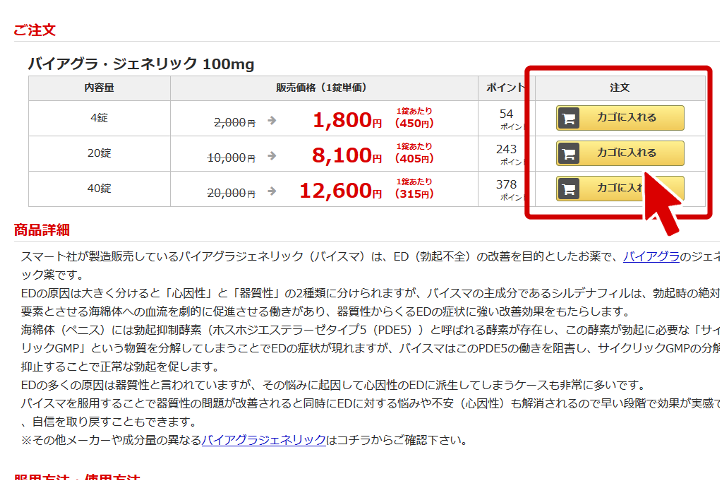 ご注文
バイアグラ・ジェネリック 100mg
内容量 販売価格（1錠単価） ポイント 注文
4錠 2,000円 1,800円 1錠あたり（450円） 54ポイント カゴに入れる
20錠 10,000円 8,100円 1錠あたり（405円） 243ポイント カゴに入れる
40錠 20,000円 12,600円 1錠あたり（315円） 378ポイント カゴに入れ
商品詳細
スマート社が製造販売しているバイアグラジェネリック（バイスマ）は、ED（勃起不全）の改善を目的としたお薬で、バイアグラのジェネ
ック薬です。
EDの原因は大きく分けると「心因性」と「器質性」の2種類に分けられますが、バイスマの主成分であるシルデナフィルは、勃起時の絶対
要素とさせる海綿体への血流を劇的に促進させる働きがあり、器質性からくるEDの症状に強い改善効果をもたらします。
海綿体（ペニス）には勃起抑制酵素（ホスホジエステラーゼタイプ5（PDE5））と呼ばれる酵素が存在し、この酵素が勃起に必要な「サイ
リックGMP」という物質を分解してしまうことでEDの症状が現れますが、バイスマはこのPDE5の働きを阻害し、サイクリックGMPの分解
抑止することで正常な勃起を促します。
EDの多くの原因は器質性と言われていますが、その悩みに起因して心因性のEDに派生してしまうケースも非常に多いです。
バイスマを服用することで器質性の問題が改善されると同時にEDに対する悩みや不安（心因性）も解消されるので早い段階で効果が実感で
、自信を取り戻すこともできます。
※その他メーカーや成分量の異なるバイアグラジェネリックはコチラからご確認下さい。
服用方法・使用方法